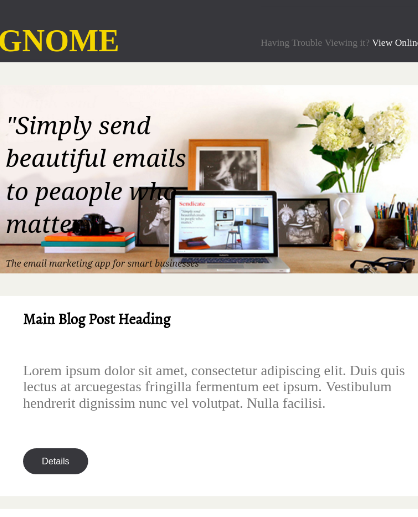 GNOME
Having Trouble Viewing it? View Online
"Simply send
beautiful emails
to peaople who
matter
The email marketing app for smart businesses
Main Blog Post Heading
Lorem ipsum dolor sit amet, consectetur adipiscing elit. Duis quis
lectus at arcuegestas fringilla fermentum eet ipsum. Vestibulum
hendrerit dignissim nunc vel volutpat. Nulla facilisi.
Details